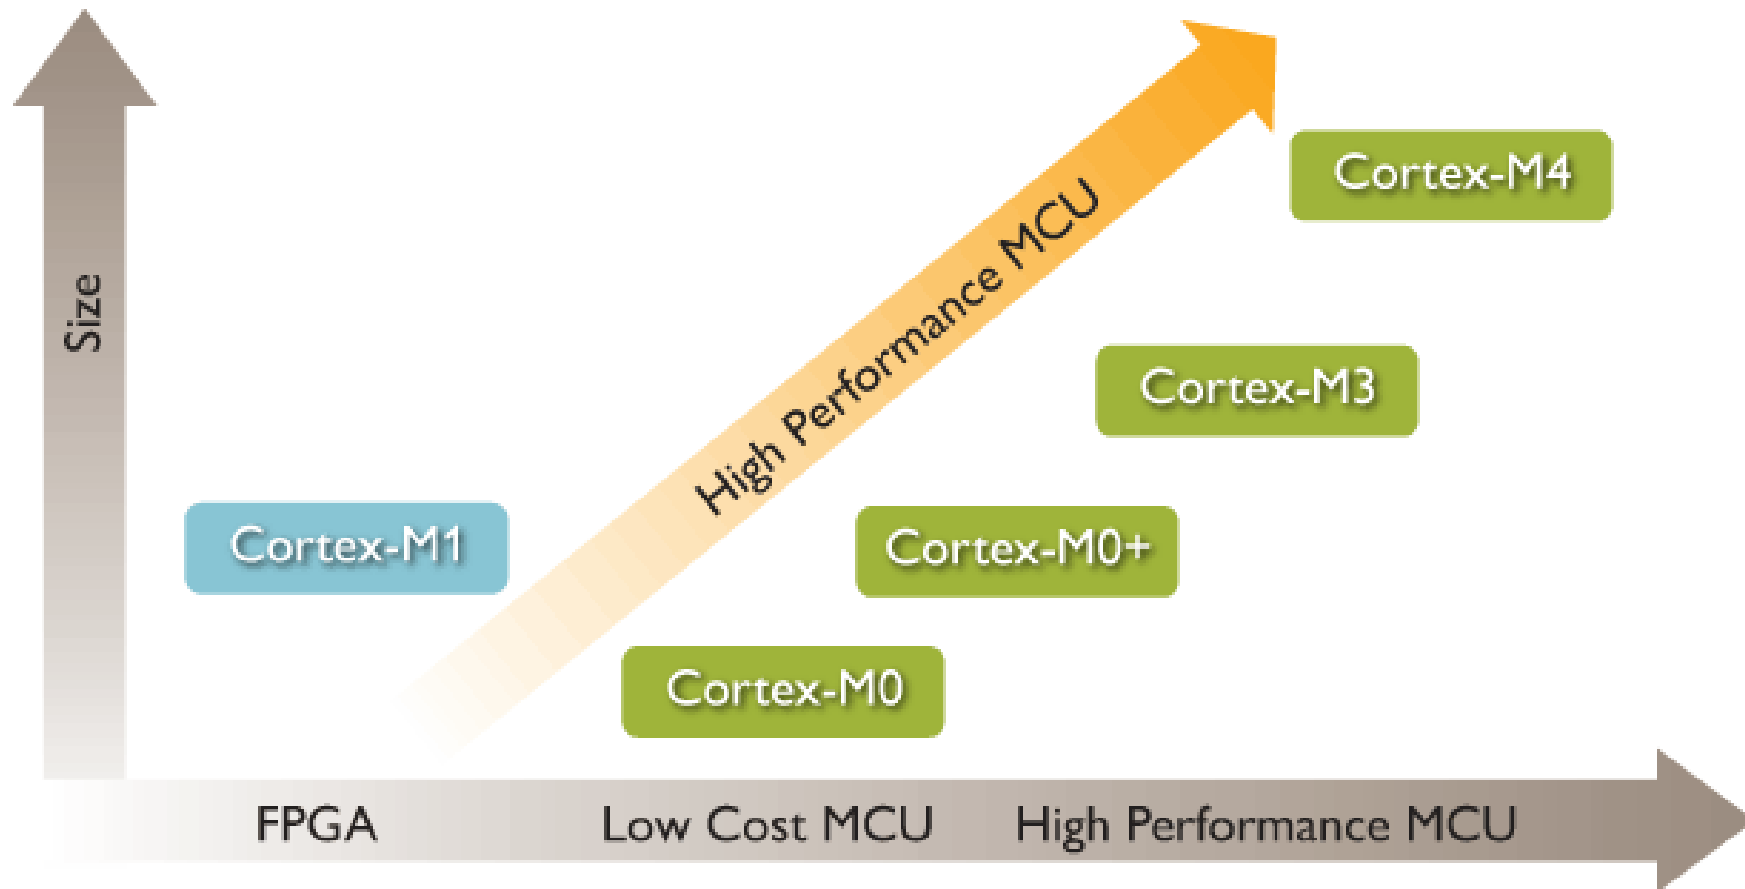 Size
High Performance MCU
Cortex-M4
Cortex-M3
Cortex-M1
Cortex-M0+
Cortex-M0
FPGA
Low Cost MCU
High Performance MCU